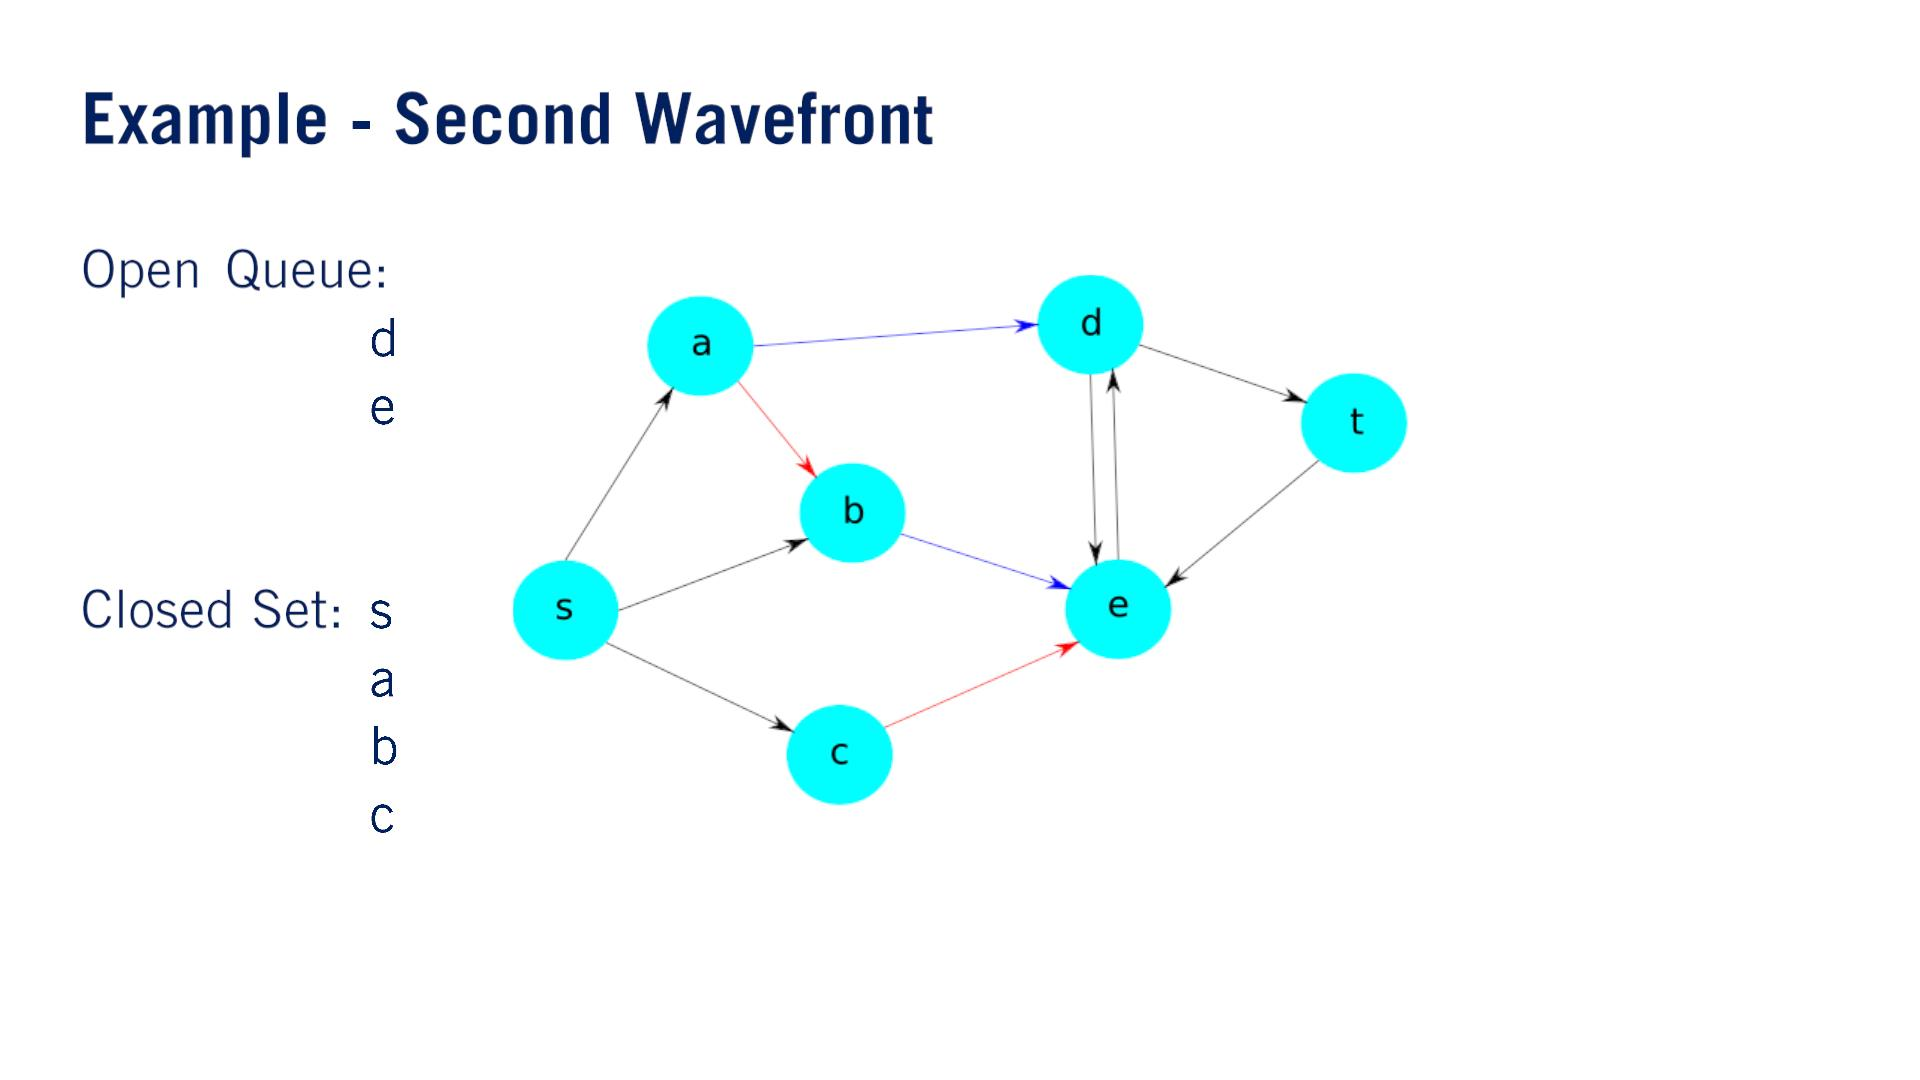 Example - Second Wavefront
Open Queue:
d
e
Closed Set: s
a
b
c
a
d
t
b
s
e
c